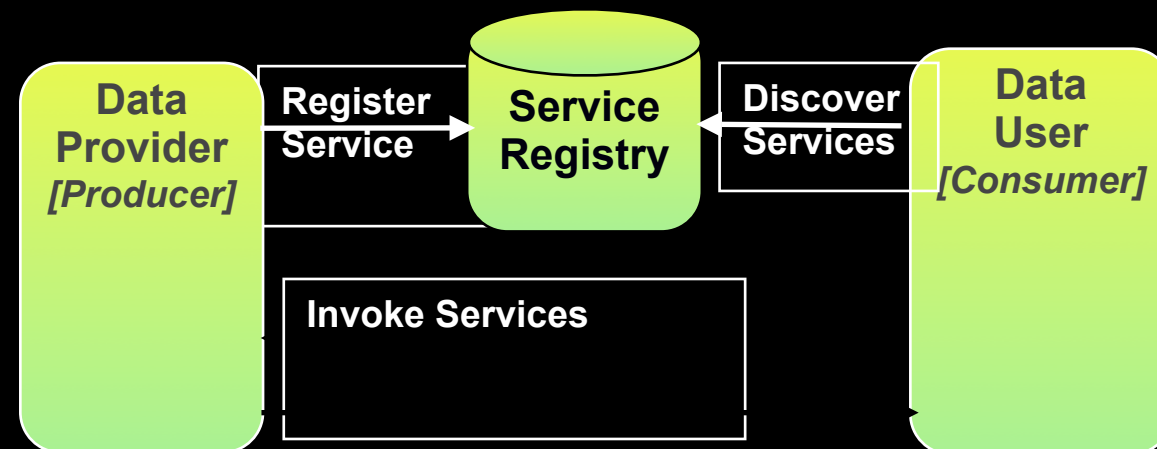 Data
Provider
[Producer]
Register
Service
Service
Registry
Discover
Services
Data
User
[Consumer]
Invoke Services